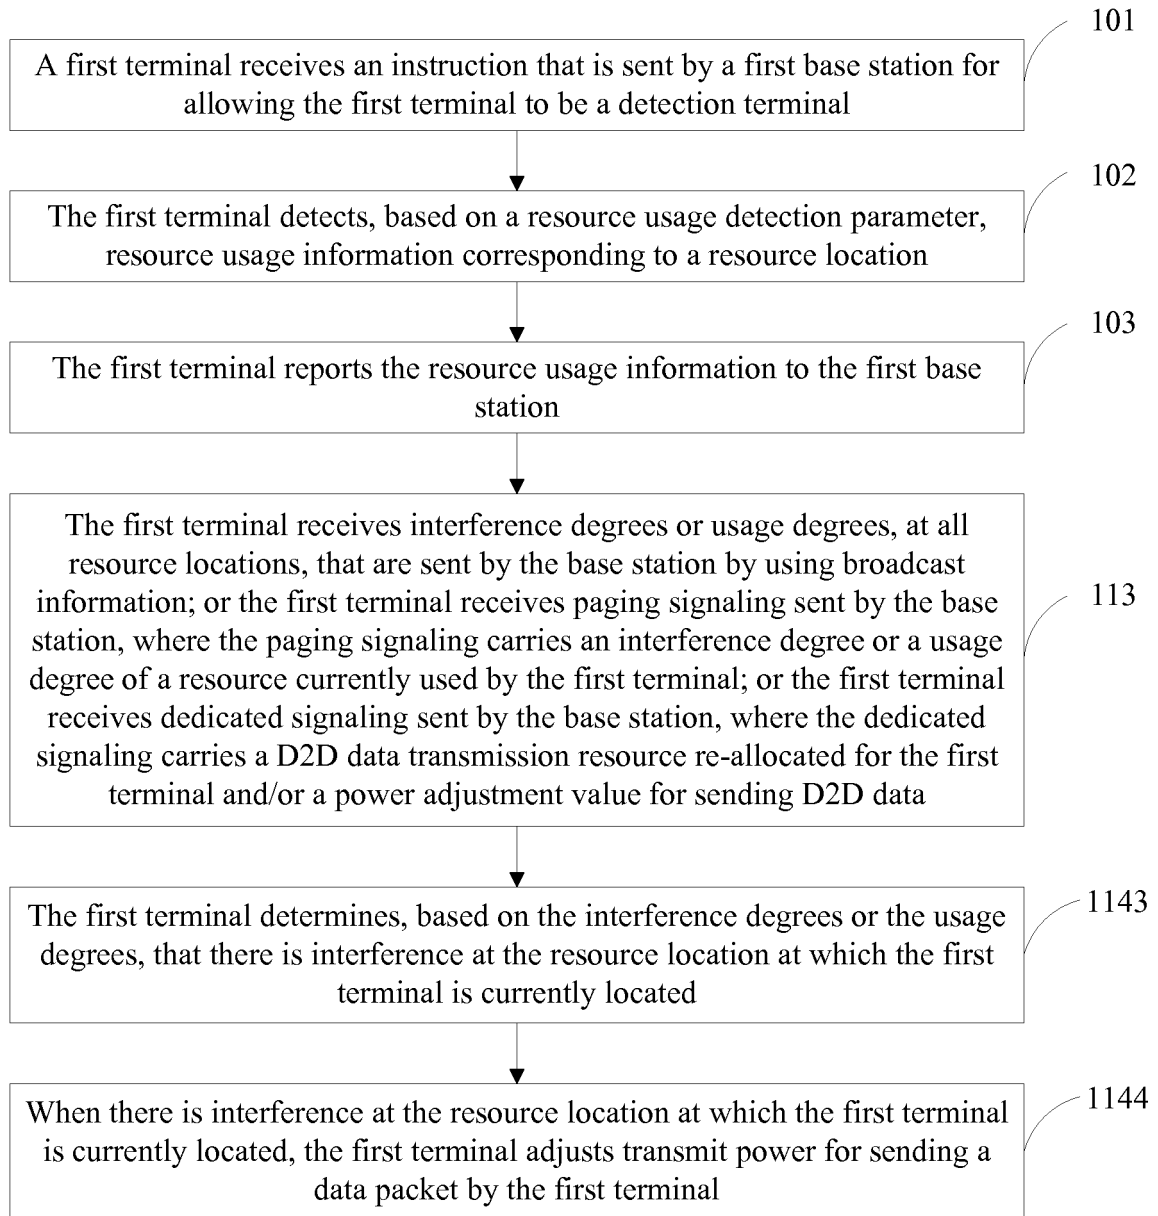 101
A first terminal receives an instruction that is sent by a first base station for
allowing the first terminal to be a detection terminal
102
The first terminal detects, based on a resource usage detection parameter,
resource usage information corresponding to a resource location
103
The first terminal reports the resource usage information to the first base
station
The first terminal receives interference degrees or usage degrees, at all
resource locations, that are sent by the base station by using broadcast
information; or the first terminal receives paging signaling sent by the base
station, where the paging signaling carries an interference degree or a usage
degree of a resource currently used by the first terminal; or the first terminal
receives dedicated signaling sent by the base station, where the dedicated
signaling carries a D2D data transmission resource re-allocated for the first
terminal and/or a power adjustment value for sending D2D data
113
The first terminal determines, based on the interference degrees or the usage
degrees, that there is interference at the resource location at which the first
terminal is currently located
1143
When there is interference at the resource location at which the first terminal
is currently located, the first terminal adjusts transmit power for sending a
data packet by the first terminal
1144